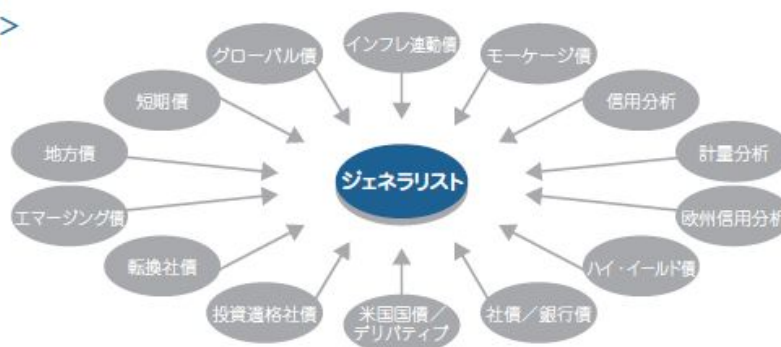 >
インフレ連動債
グローバル債
モーゲージ債
短期債
信用分析
地方債
計量分析
ジェネラリスト
エマージング債
欧州信用分析
転換社債
ハイ・イールド債
投資適格社債
米国国債／
デリバティブ
社債／銀行債